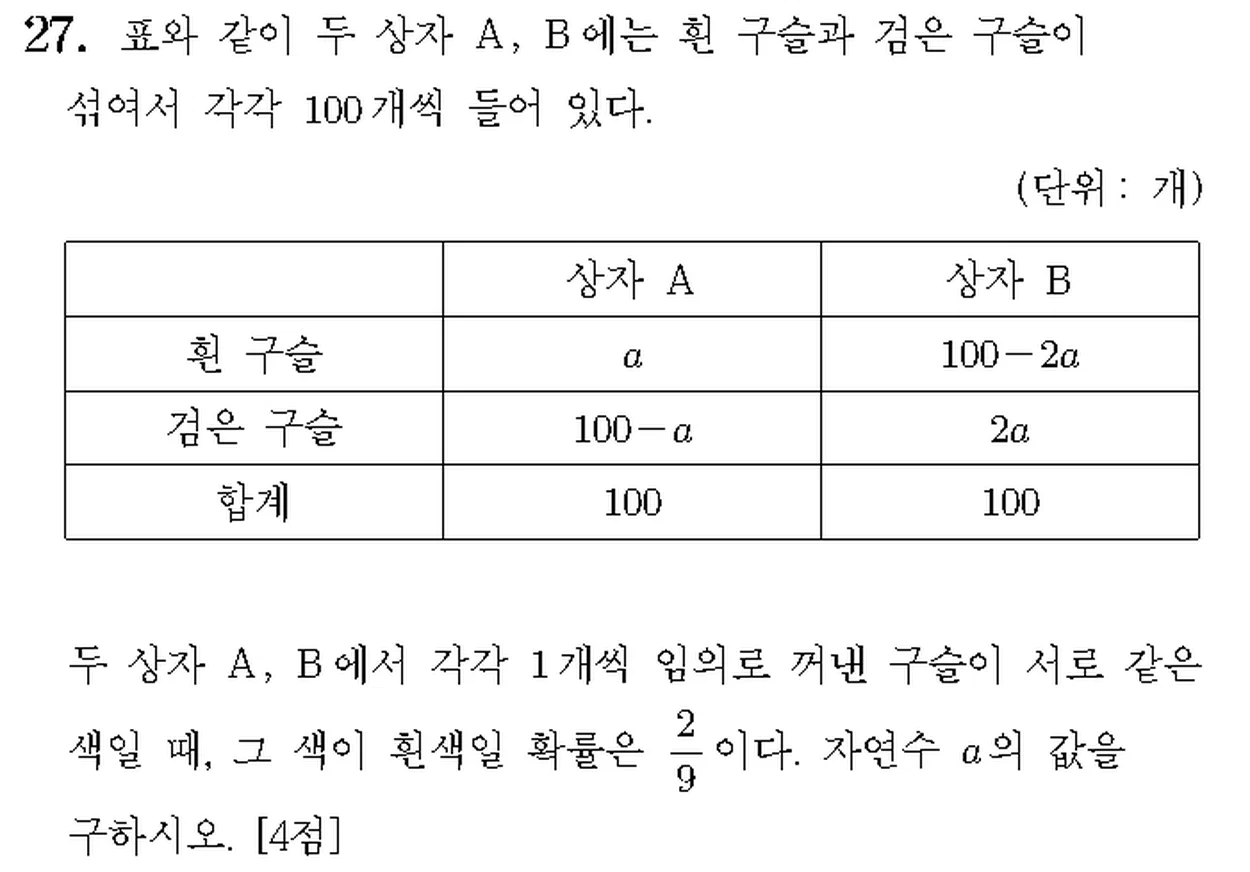 27. 표와 같이 두 상자 A, B에는 흰 구슬과 검은 구슬이
섞여서 각각 100개씩 들어 있다.
(단위 : 개)
상자 A 상자 B
흰 구슬 a 100-2a
검은 구슬 100-a 2a
합계 100 100
두 상자 A, B에서 각각 1개씩 임의로 꺼낸 구슬이 서로 같은
색일 때, 그 색이 흰색일 확률은 2/9이다. 자연수 a의 값을
구하시오. [4점]